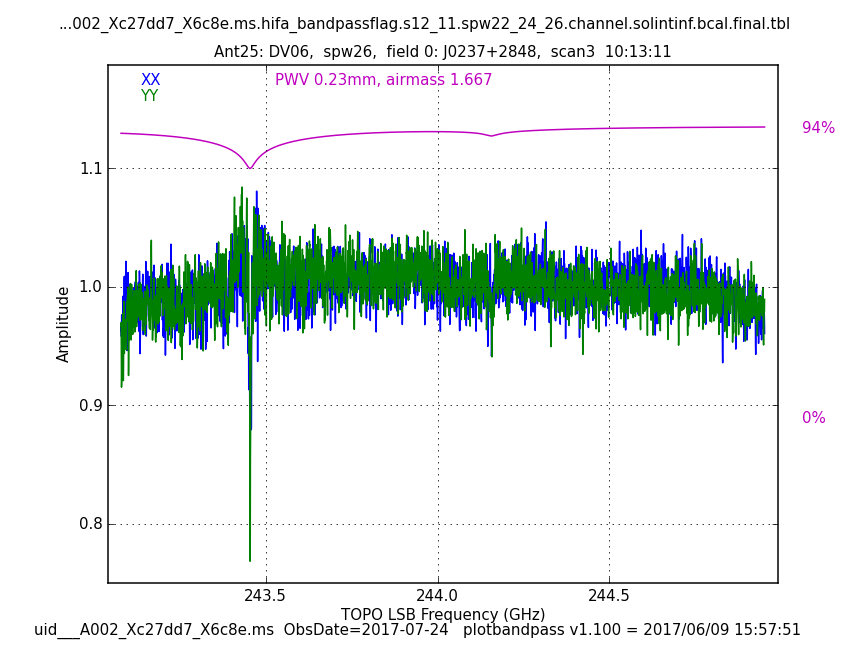 ...002_Xc27dd7_X6c8e.ms.hifa_bandpassflag.s12_11.spw22_24_26.channel.solintinf.bcal.final.tbl
Ant25: DV06,  spw26,  field 0: J0237+2848,  scan3  10:13:11
XX
YY
PWV 0.23mm, airmass 1.667
94%
0%
1.1
1.0
0.9
0.8
Amplitude
243.5
244.0
244.5
TOPO LSB Frequency (GHz)
uid___A002_Xc27dd7_X6c8e.ms  ObsDate=2017-07-24   plotbandpass v1.100 = 2017/06/09 15:57:51